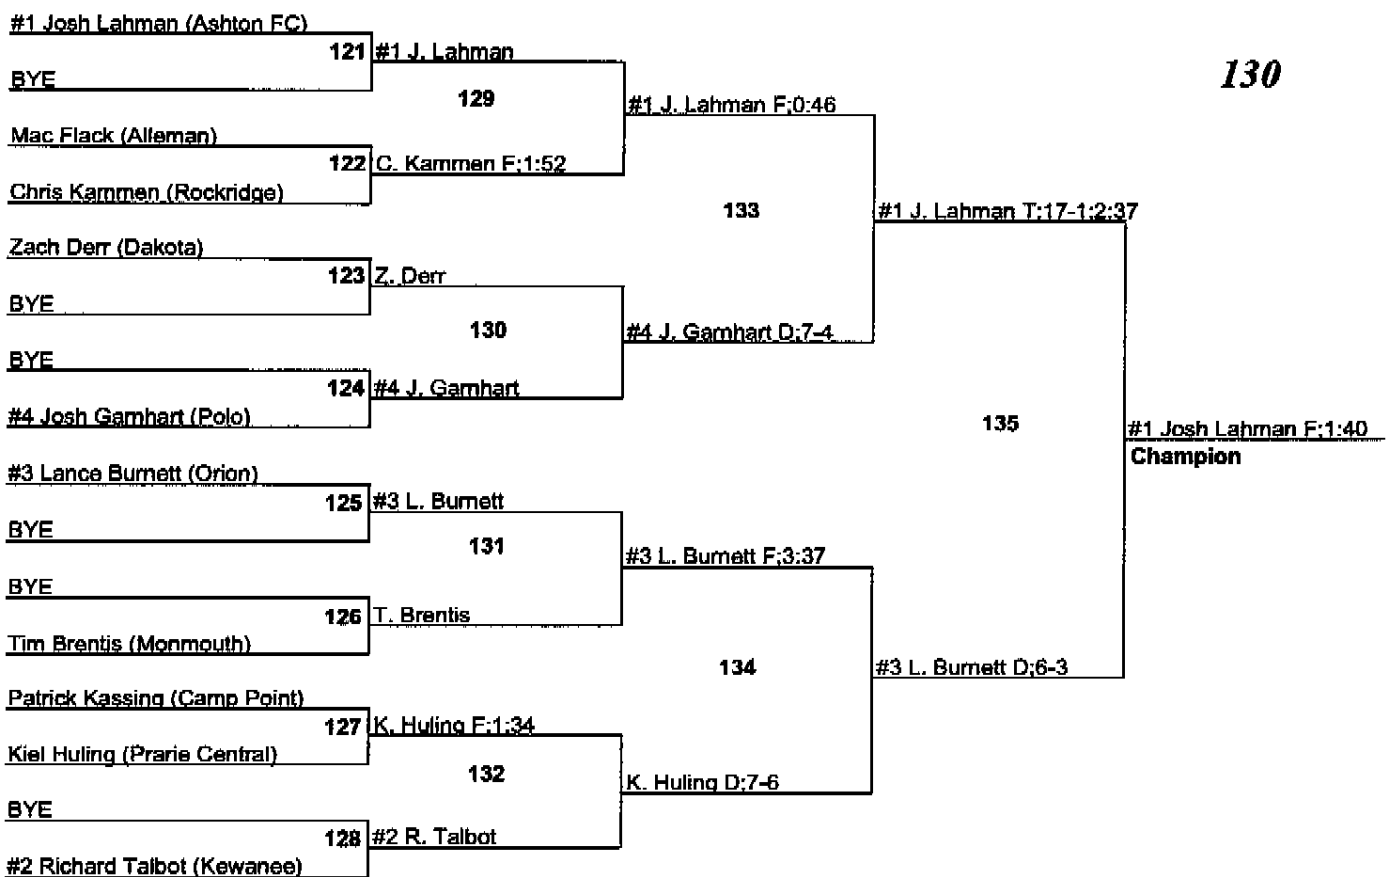 130
#1 Josh Lahman (Ashton FC)
121
#1 J. Lahman
BYE
129
#1 J. Lahman F;0:46
Mac Flack (Alleman)
122
C. Kammen F;1:52
Chris Kammen (Rockridge)
133
#1 J. Lahman T;17-1;2:37
Zach Derr (Dakota)
123
Z. Derr
BYE
130
#4 J. Garnhart D;7-4
BYE
124
#4 J. Garnhart
#4 Josh Garnhart (Polo)
135
#1 Josh Lahman F;1:40
Champion
#3 Lance Burnett (Orion)
125
#3 L. Burnett
BYE
131
#3 L. Burnett F;3:37
BYE
126
T. Brentis
Tim Brentis (Monmouth)
134
#3 L. Burnett D;6-3
Patrick Kassing (Camp Point)
127
K. Huling F;1:34
Kiel Huling (Prarie Central)
132
K. Huling D;7-6
BYE
128
#2 R. Talbot
#2 Richard Talbot (Kewanee)